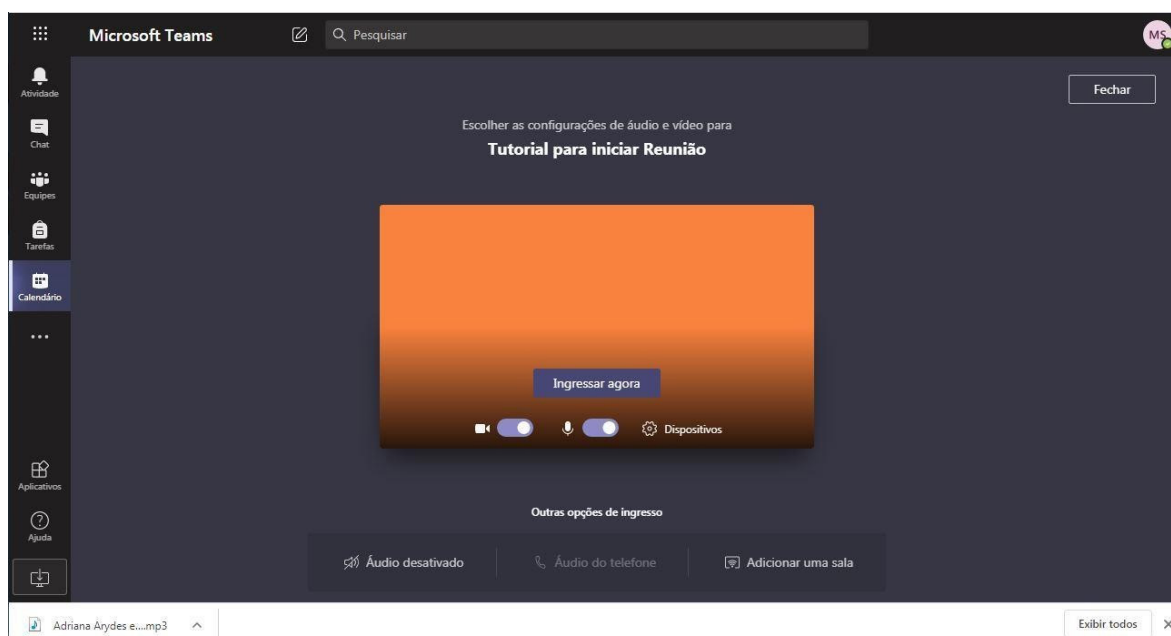 Microsoft Teams
Pesquisar
MS
Atividade
Chat
Equipes
Tarefas
Calendário
Aplicativos
Ajuda
Fechar
Escolher as configurações de áudio e vídeo para
Tutorial para iniciar Reunião
Ingressar agora
Dispositivos
Outras opções de ingresso
Áudio desativado
Áudio do telefone
Adicionar uma sala
Adriana Arydes e....mp3
Exibir todos